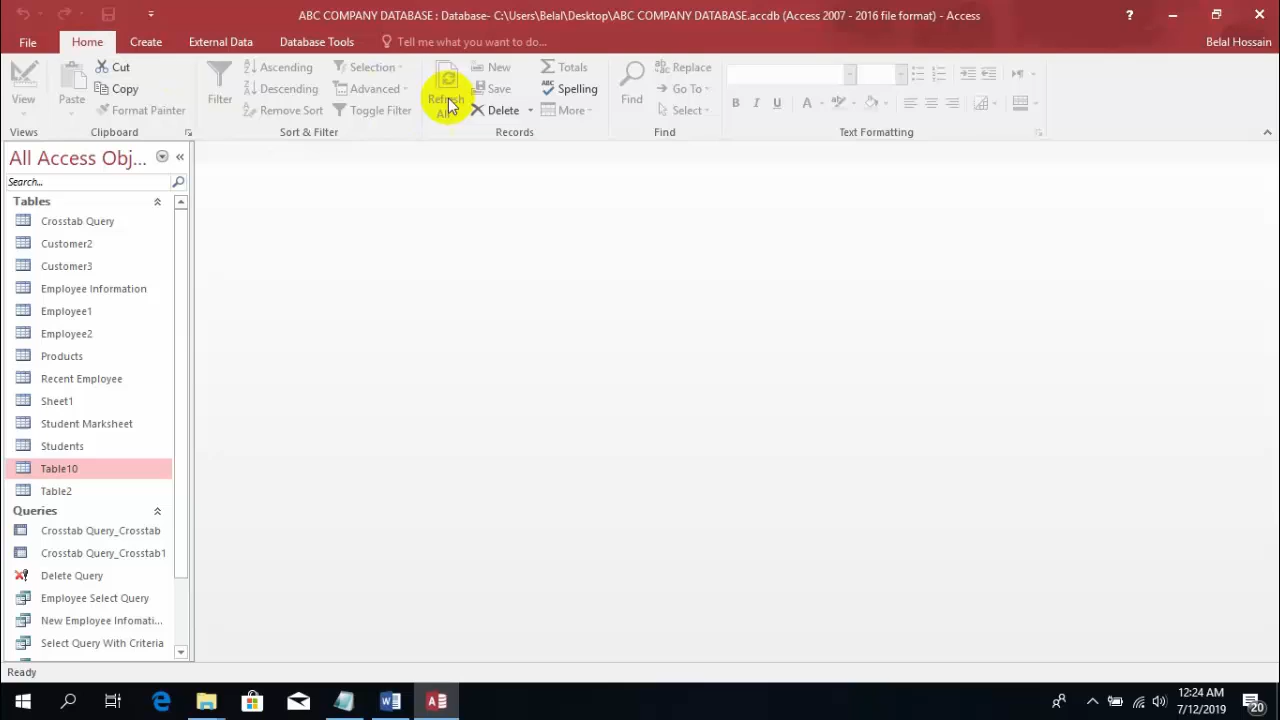 ABC COMPANY DATABASE : Database- C:\Users\Belal\Desktop\ABC COMPANY DATABASE.accdb (Access 2007 - 2016 file format) - Access
?
File Home Create External Data Database Tools Tell me what you want to do... Belal Hossain
View
Views
Paste
Cut
Copy
Format Painter
Clipboard
Filter
Ascending
Descending
Remove Sort
Selection
Advanced
Toggle Filter
Sort & Filter
Refresh
All
New
Save
Delete
Totals
Spelling
More
Records
Find
Replace
Go To
Select
Find
B I U A
Text Formatting
All Access Obj...
Search...
Tables
Crosstab Query
Customer2
Customer3
Employee Information
Employee1
Employee2
Products
Recent Employee
Sheet1
Student Marksheet
Students
Table10
Table2
Queries
Crosstab Query_Crosstab
Crosstab Query_Crosstab1
Delete Query
Employee Select Query
New Employee Infomati...
Select Query With Criteria
Ready
12:24 AM
7/12/2019
20